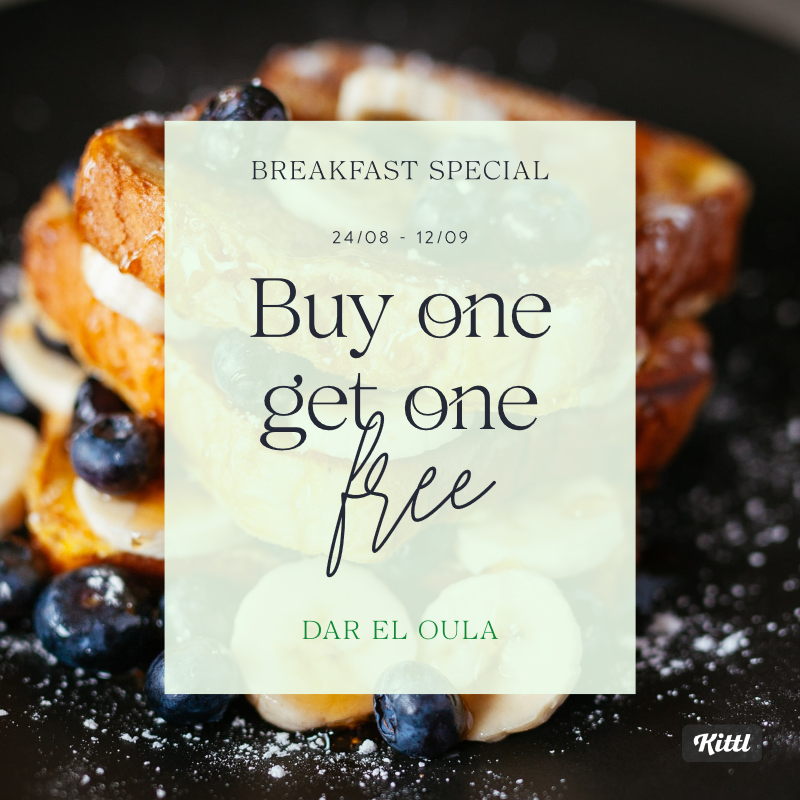 BREAKFAST SPECIAL
24/08 - 12/09
Buy one
get one
free
DAR EL OULA
Kittl